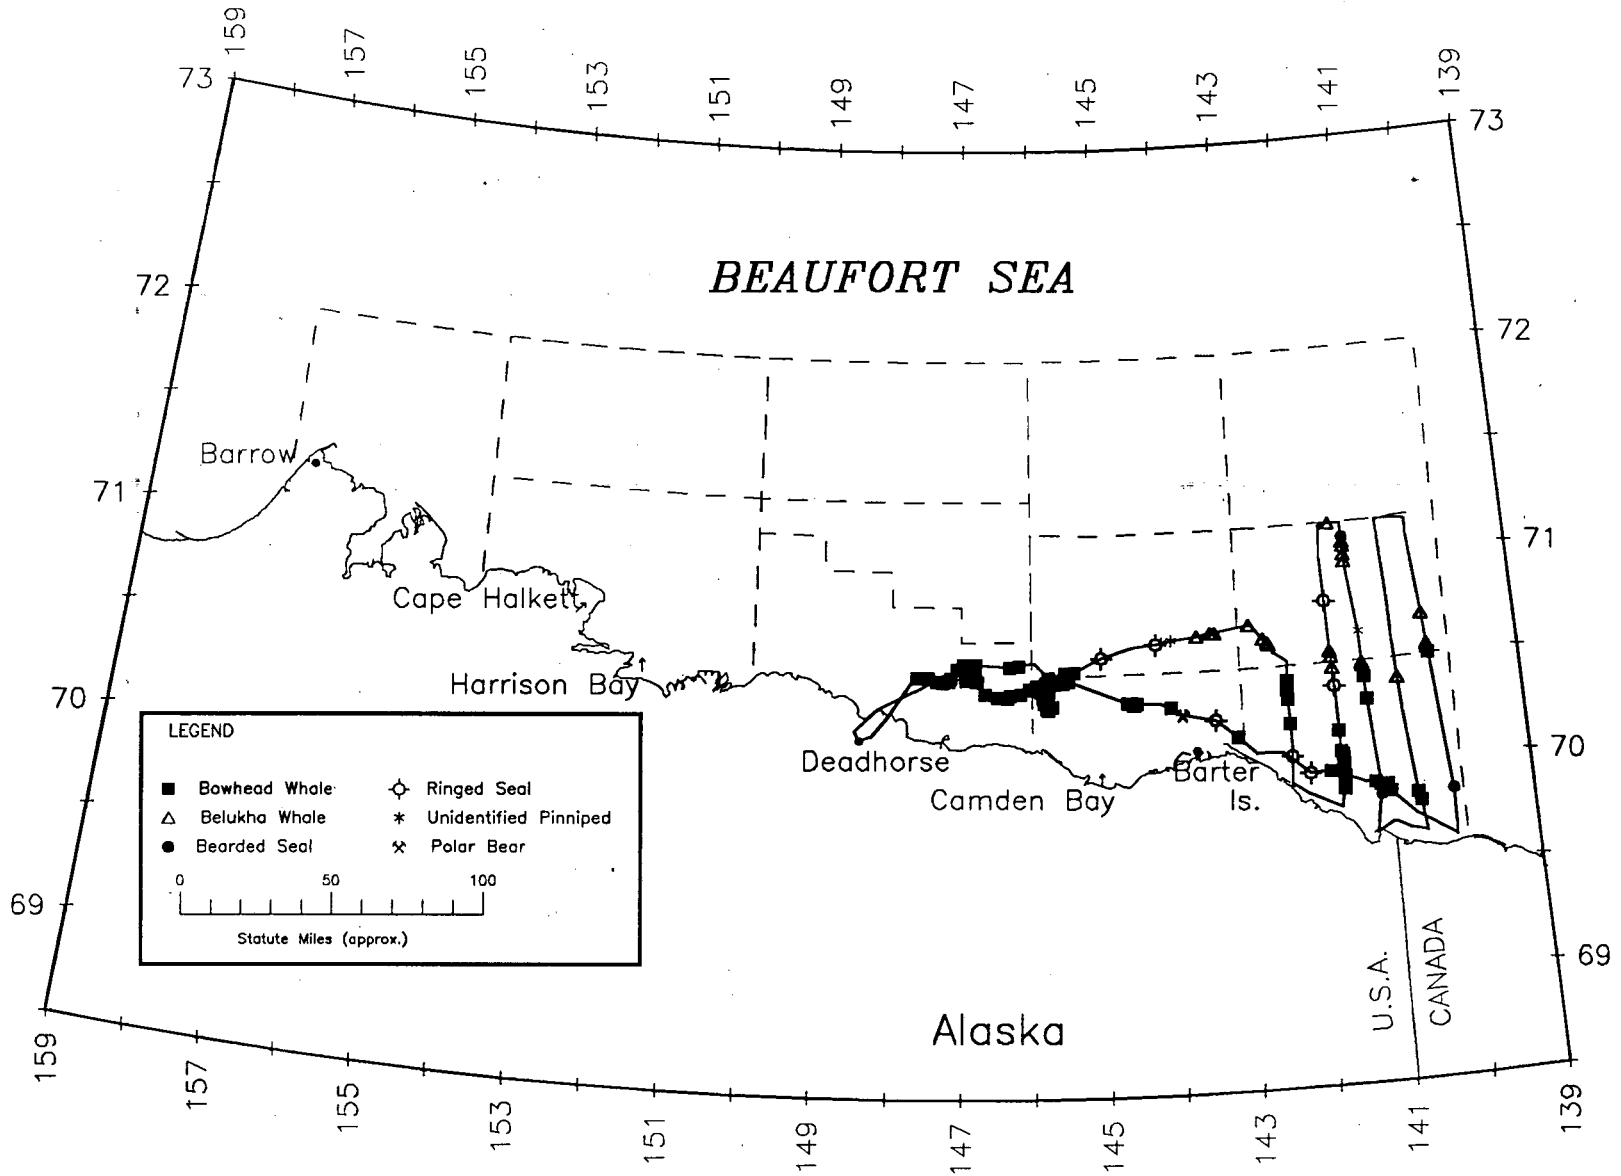 159
157
155
153
151
149
147
145
143
141
139
73
73
BEAUFORT SEA
72
72
Barrow
71
71
Cape Halkett
Harrison Bay
70
70
Deadhorse
Barter
Is.
Camden Bay
LEGEND
Bowhead Whale
Ringed Seal
Belukha Whale
Unidentified Pinniped
Bearded Seal
Polar Bear
0 50 100
Statute Miles (approx.)
69
69
U.S.A.
CANADA
Alaska
159
157
155
153
151
149
147
145
143
141
139